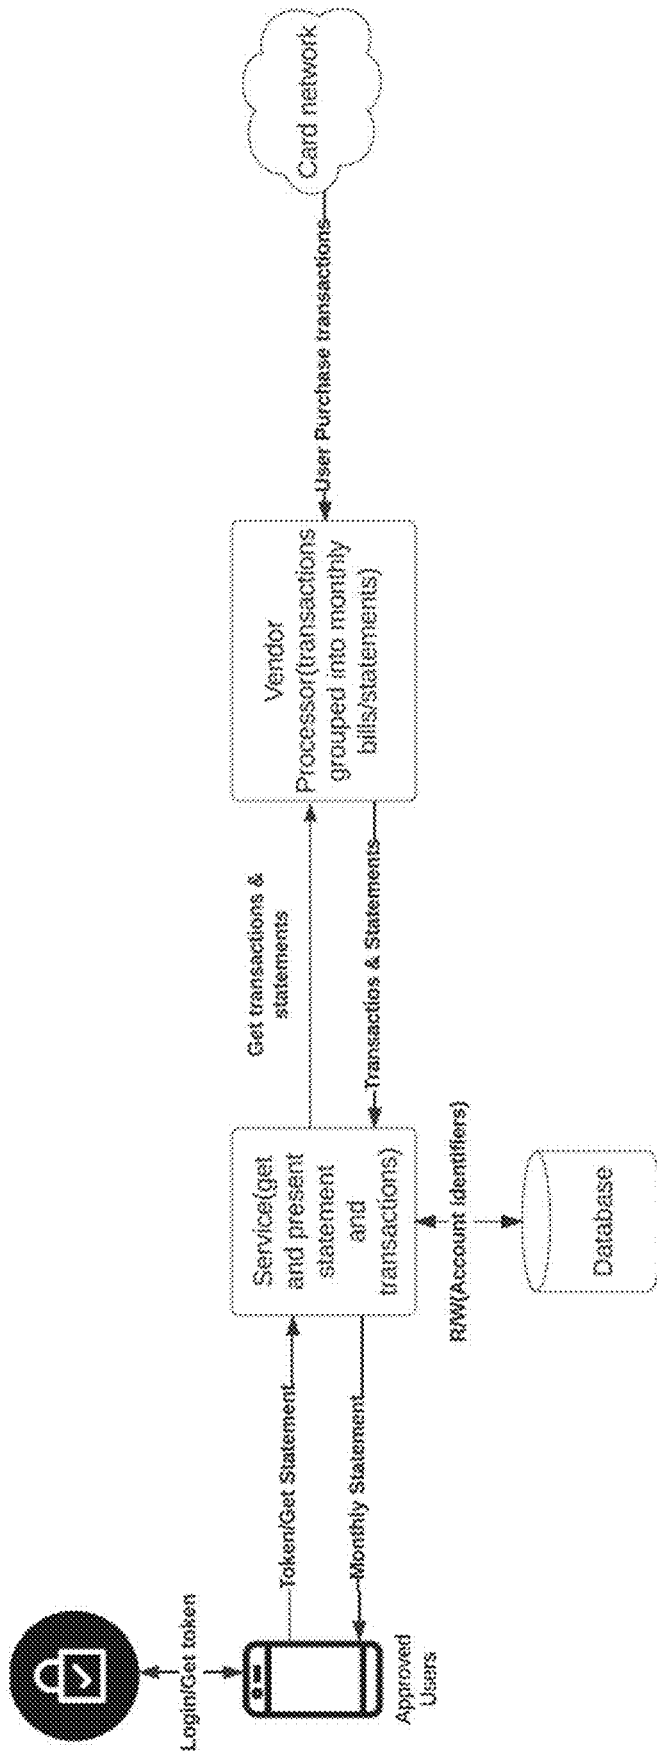 Login/Get token
Approved
Users
Token/Get Statement
Monthly Statement
Service(get
and present
statement
and
transactions)
R/W(Account identifiers)
Database
Get transactions &
statements
Transactios & Statements
Vendor
Processor(transactions
grouped into monthly
bills/statements)
User Purchase transactions
Card network